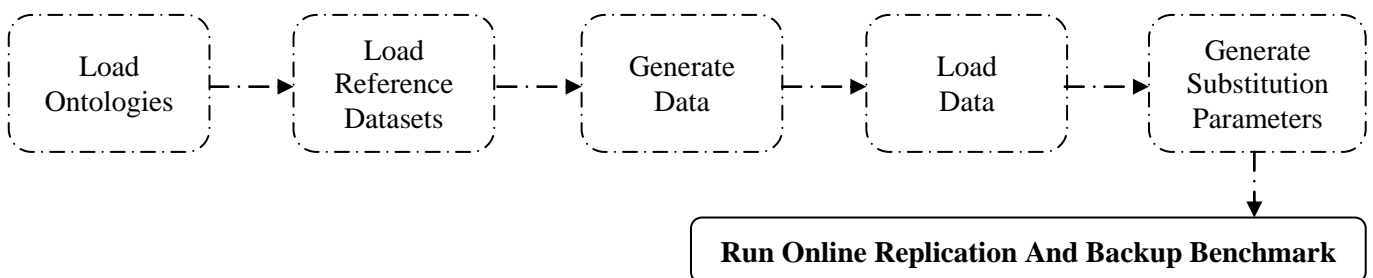 Load
Ontologies
Load
Reference
Datasets
Generate
Data
Load
Data
Generate
Substitution
Parameters
Run Online Replication And Backup Benchmark